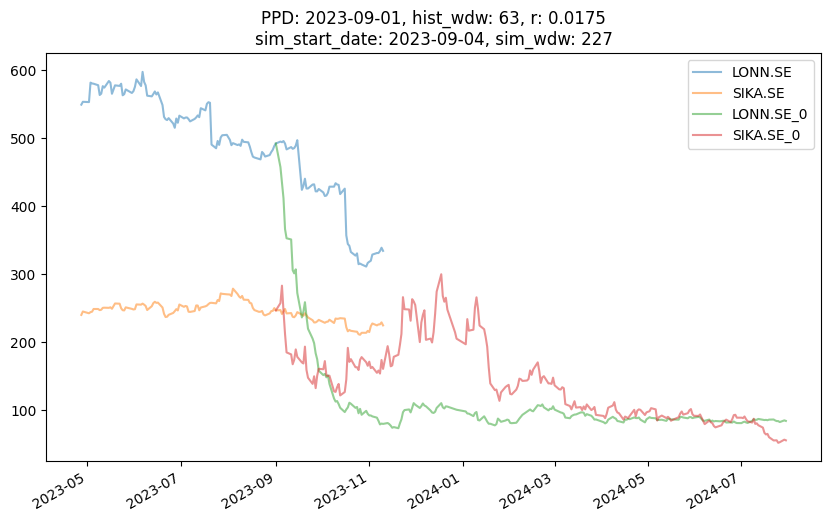 PPD: 2023-09-01, hist_wdw: 63, r: 0.0175
sim_start_date: 2023-09-04, sim_wdw: 227
LONN.SE
SIKA.SE
LONN.SE_0
SIKA.SE_0
600
500
400
300
200
100
2023-05
2023-07
2023-09
2023-11
2024-01
2024-03
2024-05
2024-07